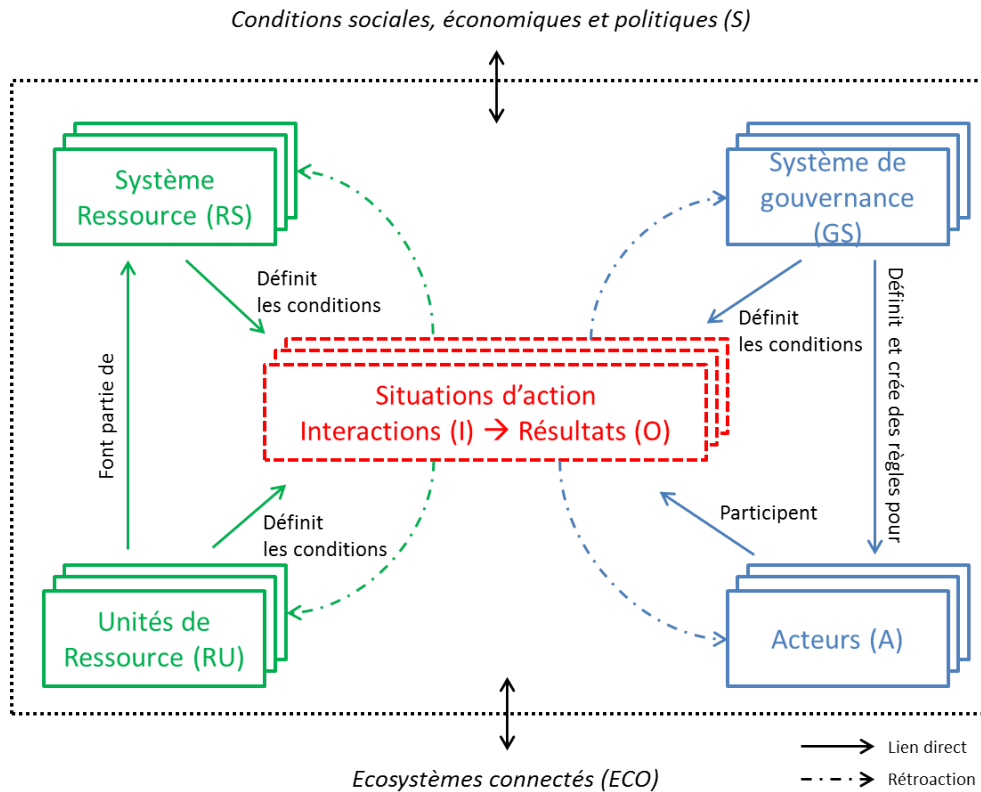 Conditions sociales, économiques et politiques (S)
Système
Ressource (RS)
Système de
gouvernance
(GS)
Définit
les conditions
Définit
les conditions
Définit et crée des règles pour
Font partie de
Situations d’action
Interactions (I) → Résultats (O)
Définit
les conditions
Participent
Unités de
Ressource (RU)
Acteurs (A)
Ecosystèmes connectés (ECO)
Lien direct
Rétroaction